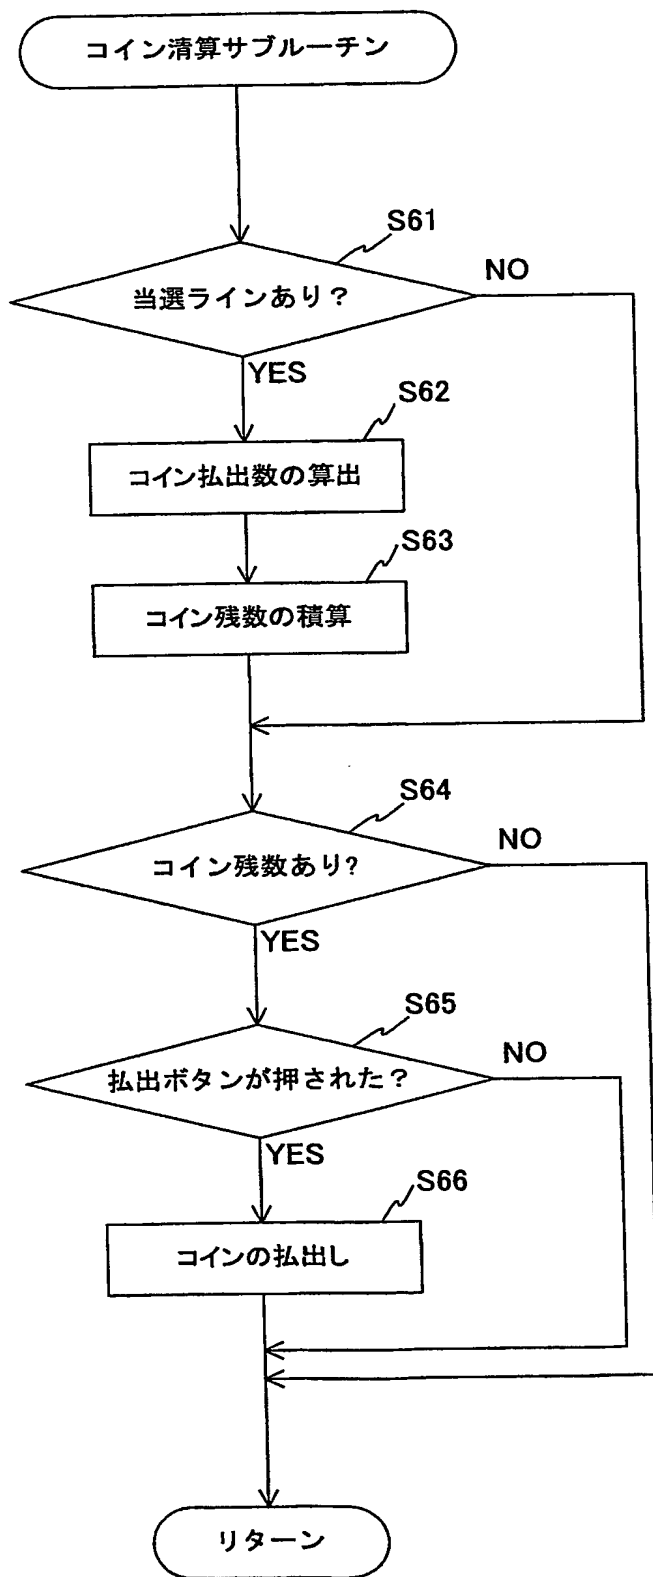 コイン清算サブルーチン
S61
当選ラインあり？
NO
YES
S62
コイン払出数の算出
S63
コイン残数の積算
S64
コイン残数あり?
NO
YES
S65
払出ボタンが押された？
NO
YES
S66
コインの払出し
リターン